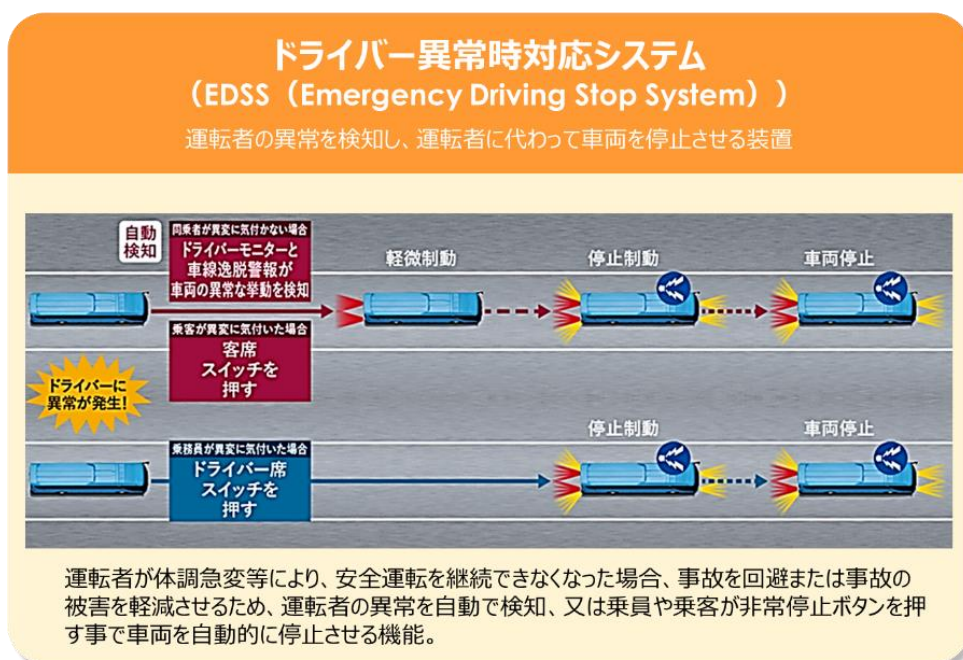 ドライバー異常時対応システム
(EDSS(Emergency Driving Stop System))
運転者の異常を検知し、運転者に代わって車両を停止させる装置
自動
検知
同乗者が異変に気付かない場合
ドライバーモニターと
車線逸脱警報が
車両の異常な挙動を検知
軽微制動
停止制動
車両停止
乗客が異変に気付いた場合
客席
スイッチを
押す
ドライバーに
異常が発生!
乗務員が異変に気付いた場合
ドライバー席
スイッチを
押す
停止制動
車両停止
運転者が体調急変等により、安全運転を継続できなくなった場合、事故を回避または事故の
被害を軽減させるため、運転者の異常を自動で検知、又は乗員や乗客が非常停止ボタンを押
す事で車両を自動的に停止させる機能。